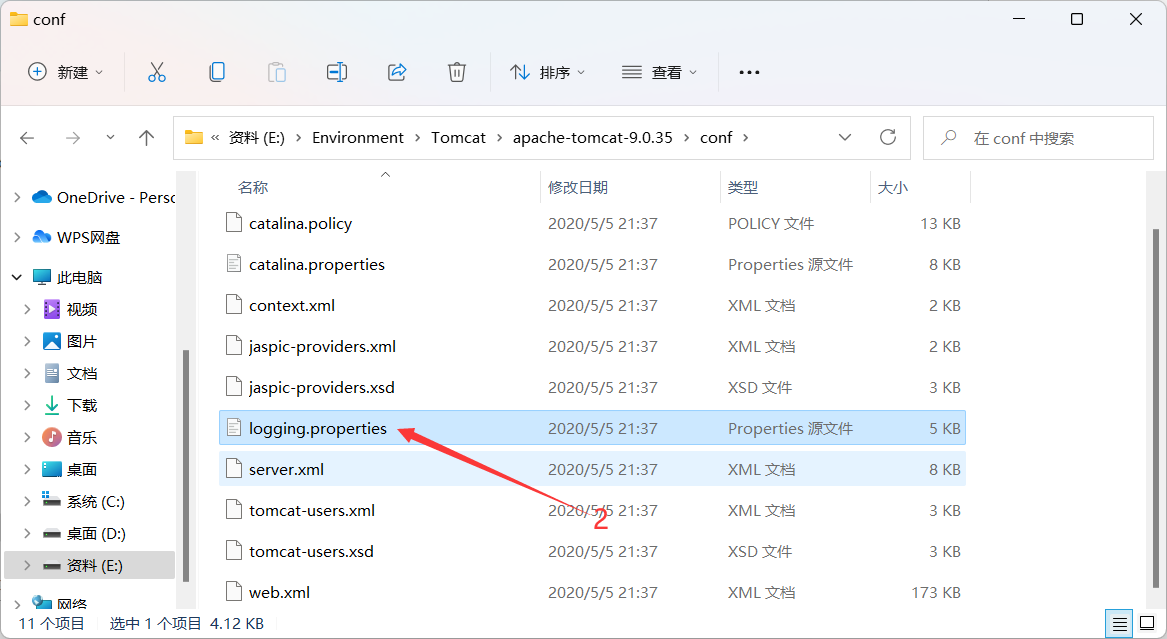 conf
新建
排序
查看
« 资料 (E:) › Environment › Tomcat › apache-tomcat-9.0.35 › conf ›
在 conf 中搜索
OneDrive - Perso
WPS网盘
此电脑
视频
图片
文档
下载
音乐
桌面
系统 (C:)
桌面 (D:)
资料 (E:)
网络
名称 修改日期 类型 大小
catalina.policy 2020/5/5 21:37 POLICY 文件 13 KB
catalina.properties 2020/5/5 21:37 Properties 源文件 8 KB
context.xml 2020/5/5 21:37 XML 文档 2 KB
jaspic-providers.xml 2020/5/5 21:37 XML 文档 2 KB
jaspic-providers.xsd 2020/5/5 21:37 XSD 文件 3 KB
logging.properties 2020/5/5 21:37 Properties 源文件 5 KB
server.xml 2020/5/5 21:37 XML 文档 8 KB
tomcat-users.xml 2020/5/5 21:37 XML 文档 3 KB
2
tomcat-users.xsd 2020/5/5 21:37 XSD 文件 3 KB
web.xml 2020/5/5 21:37 XML 文档 173 KB
11 个项目 选中 1 个项目 4.12 KB